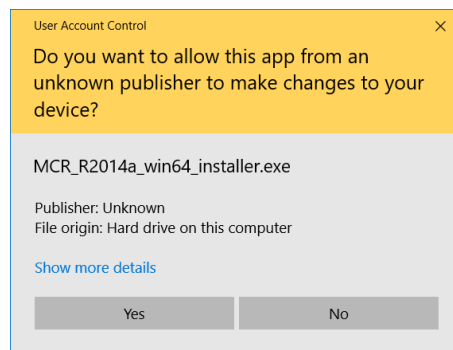 User Account Control
Do you want to allow this app from an
unknown publisher to make changes to your
device?
MCR_R2014a_win64_installer.exe
Publisher: Unknown
File origin: Hard drive on this computer
Show more details
Yes
No